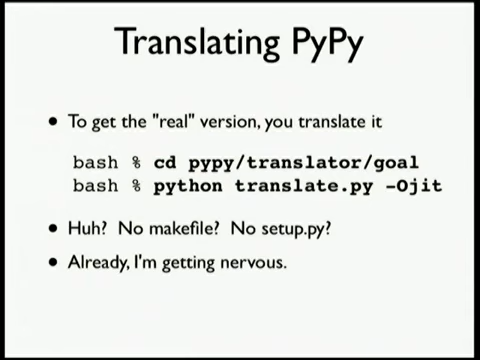 Translating PyPy
• To get the "real" version, you translate it
bash % cd pypy/translator/goal
bash % python translate.py -Ojit
• Huh? No makefile? No setup.py?
• Already, I'm getting nervous.